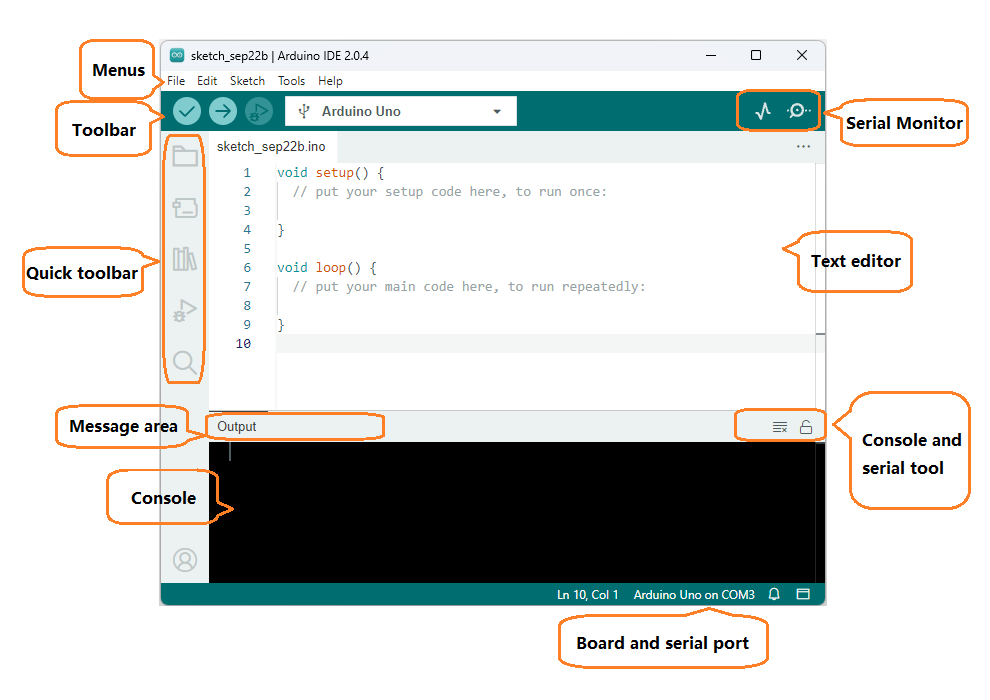 sketch_sep22b | Arduino IDE 2.0.4
Menus
File Edit Sketch Tools Help
Toolbar
Arduino Uno
Serial Monitor
sketch_sep22b.ino
...
1 void setup() {
2 // put your setup code here, to run once:
3
4 }
5
6 void loop() {
7 // put your main code here, to run repeatedly:
8
9 }
10
Quick toolbar
Text editor
Message area
Output
Console and
serial tool
Console
Ln 10, Col 1 Arduino Uno on COM3
Board and serial port